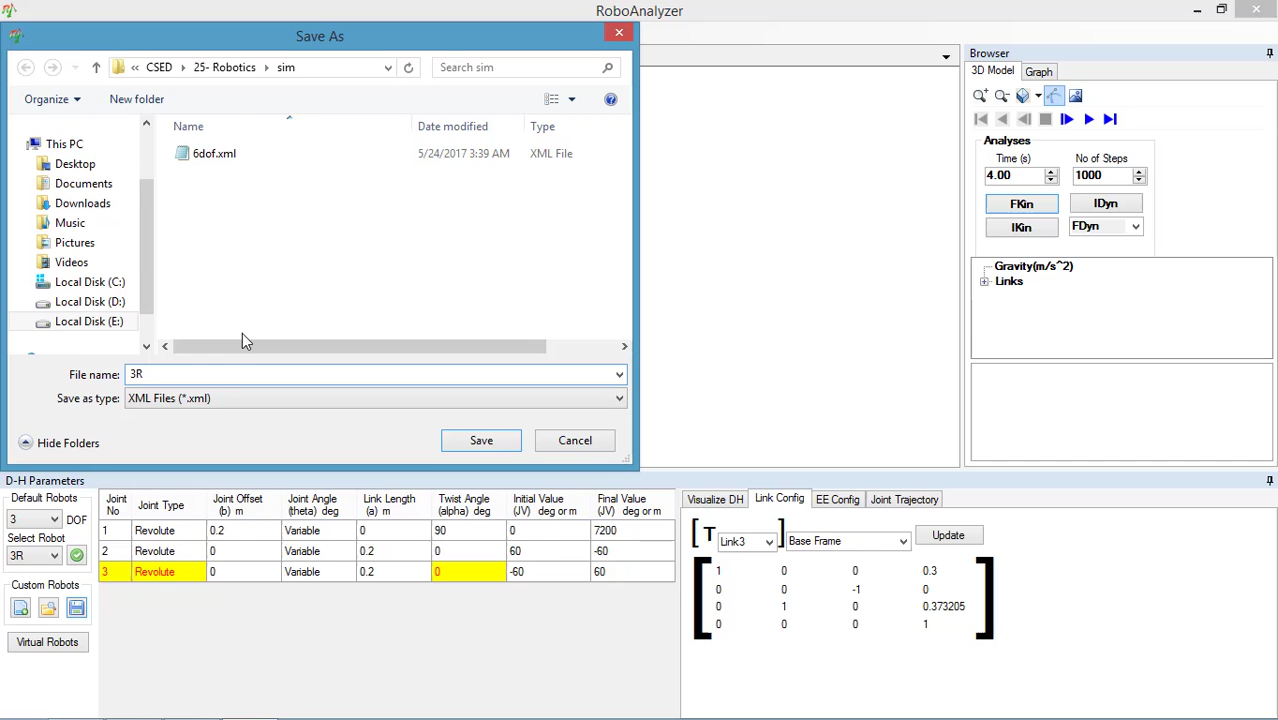 RoboAnalyzer
Save As
« CSED 25- Robotics sim
Search sim
Organize
New folder
This PC
Desktop
Documents
Downloads
Music
Pictures
Videos
Local Disk (C:)
Local Disk (D:)
Local Disk (E:)
Name Date modified Type
6dof.xml 5/24/2017 3:39 AM XML File
File name: 3R
Save as type: XML Files (*.xml)
Hide Folders
Save
Cancel
Browser
3D Model Graph
Analyses
Time (s) No of Steps
4.00 1000
FKin IDyn
IKin FDyn
Gravity(m/s^2)
Links
D-H Parameters
Default Robots
3 DOF
Select Robot
3R
Custom Robots
Virtual Robots
Joint No Joint Type Joint Offset (b) m Joint Angle (theta) deg Link Length (a) m Twist Angle (alpha) deg Initial Value (JV) deg or m Final Value (JV) deg or m
1 Revolute 0.2 Variable 0 90 0 7200
2 Revolute 0 Variable 0.2 0 60 -60
3 Revolute 0 Variable 0.2 0 -60 60
Visualize DH Link Config EE Config Joint Trajectory
[ T Link3 ] Base Frame Update
1 0 0 0.3
0 0 -1 0
0 1 0 0.373205
0 0 0 1